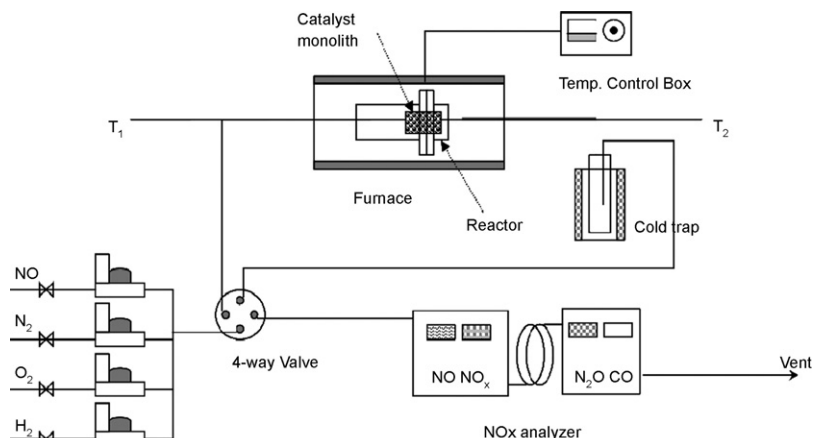 Catalyst
monolith
Temp. Control Box
T1
T2
Furnace
Reactor
Cold trap
NO
N2
4-way Valve
O2
H2
NO NOx
N2O CO
Vent
NOx analyzer